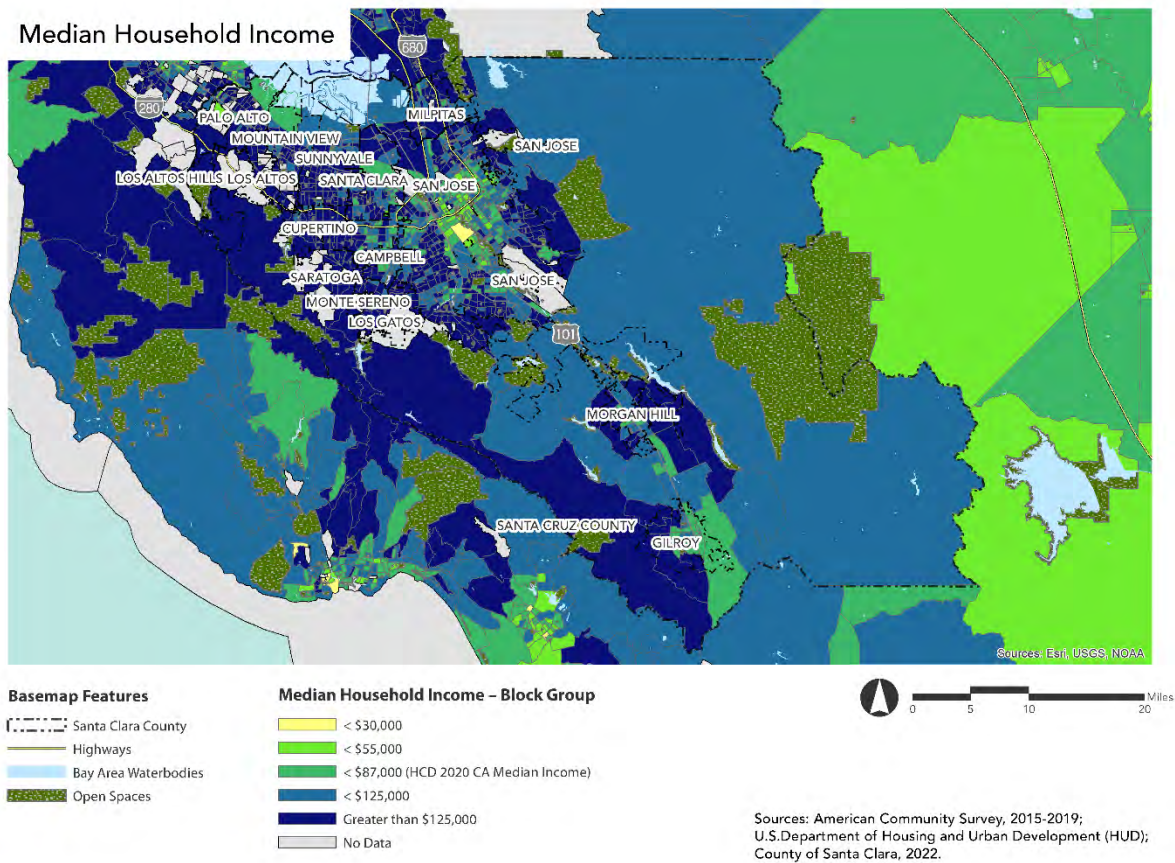 Median Household Income
680
280
PALO ALTO
MILPITAS
MOUNTAIN VIEW
SAN JOSE
SUNNYVALE
LOS ALTOS HILLS
LOS ALTOS
SANTA CLARA
SAN JOSE
CUPERTINO
CAMPBELL
SARATOGA
SAN JOSE
MONTE SERENO
LOS GATOS
101
MORGAN HILL
SANTA CRUZ COUNTY
GILROY
Sources: Esri, USGS, NOAA
Basemap Features
Santa Clara County
Highways
Bay Area Waterbodies
Open Spaces
Median Household Income – Block Group
< $30,000
< $55,000
< $87,000 (HCD 2020 CA Median Income)
< $125,000
Greater than $125,000
No Data
Miles
0 5 10 20
Sources: American Community Survey, 2015-2019;
U.S.Department of Housing and Urban Development (HUD);
County of Santa Clara, 2022.